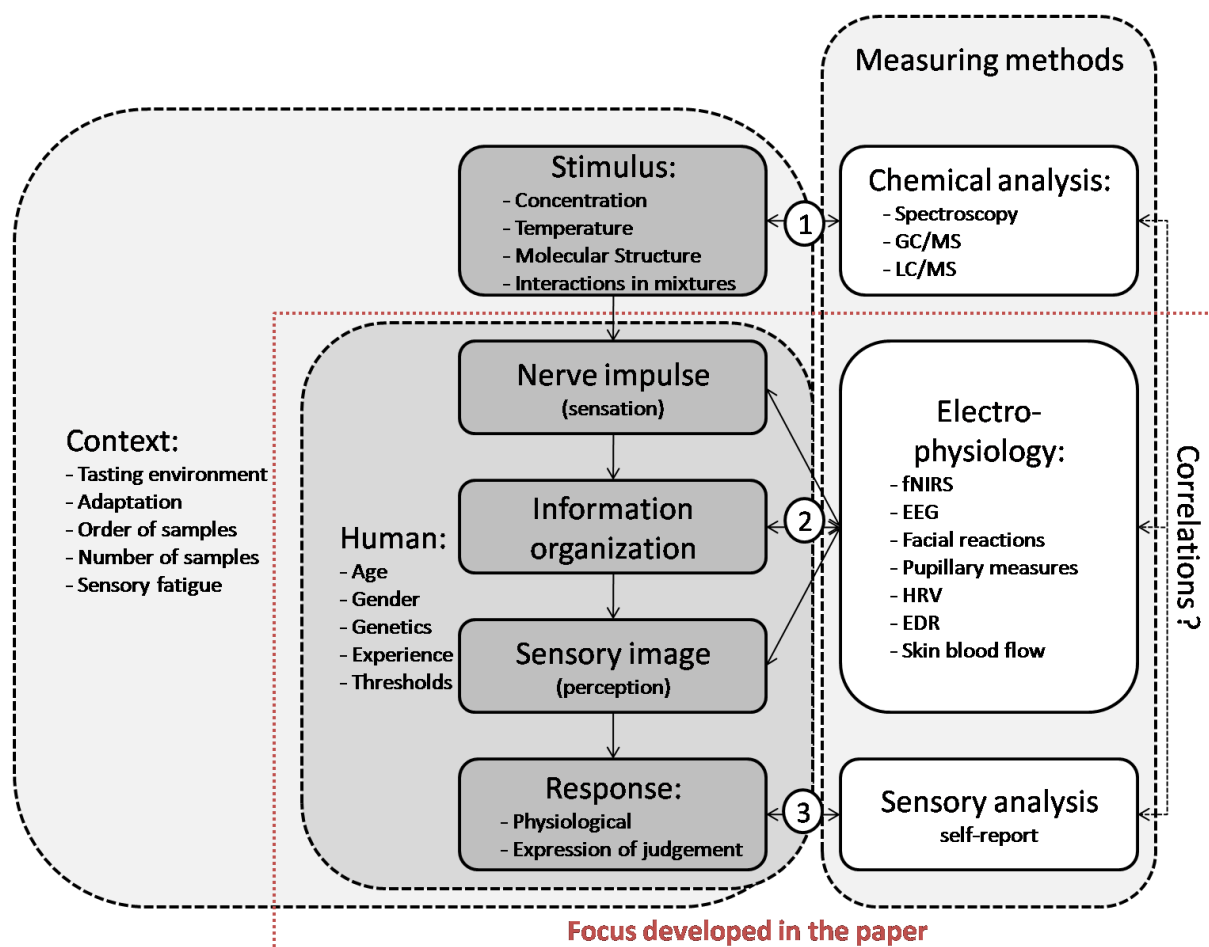 Measuring methods
Stimulus:
- Concentration
- Temperature
- Molecular Structure
- Interactions in mixtures
1
Chemical analysis:
- Spectroscopy
- GC/MS
- LC/MS
Context:
- Tasting environment
- Adaptation
- Order of samples
- Number of samples
- Sensory fatigue
Human:
- Age
- Gender
- Genetics
- Experience
- Thresholds
Nerve impulse
(sensation)
Information
organization
Sensory image
(perception)
Response:
- Physiological
- Expression of judgement
2
3
Electro-
physiology:
- fNIRS
- EEG
- Facial reactions
- Pupillary measures
- HRV
- EDR
- Skin blood flow
Sensory analysis
self-report
Correlations ?
Focus developed in the paper